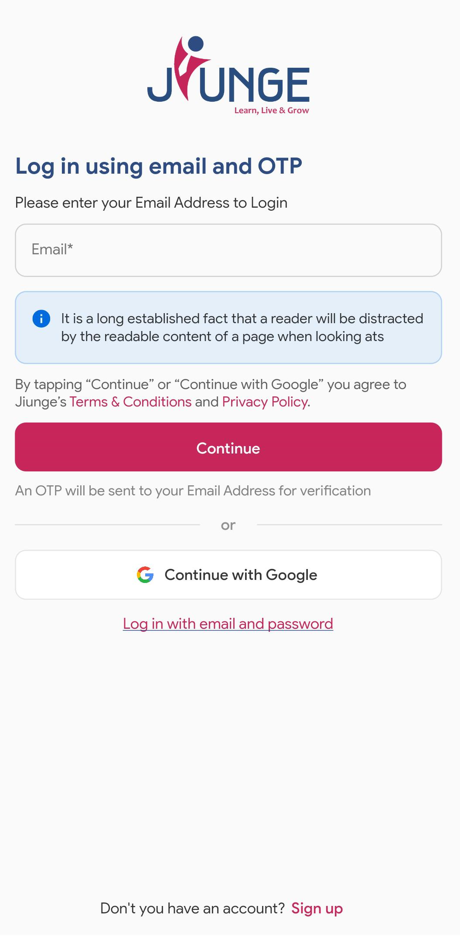 JIUNGE
Learn, Live & Grow
Log in using email and OTP
Please enter your Email Address to Login
Email*
It is a long established fact that a reader will be distracted
by the readable content of a page when looking ats
By tapping “Continue” or “Continue with Google” you agree to
Jiunge’s Terms & Conditions and Privacy Policy.
Continue
An OTP will be sent to your Email Address for verification
or
Continue with Google
Log in with email and password
Don't you have an account? Sign up